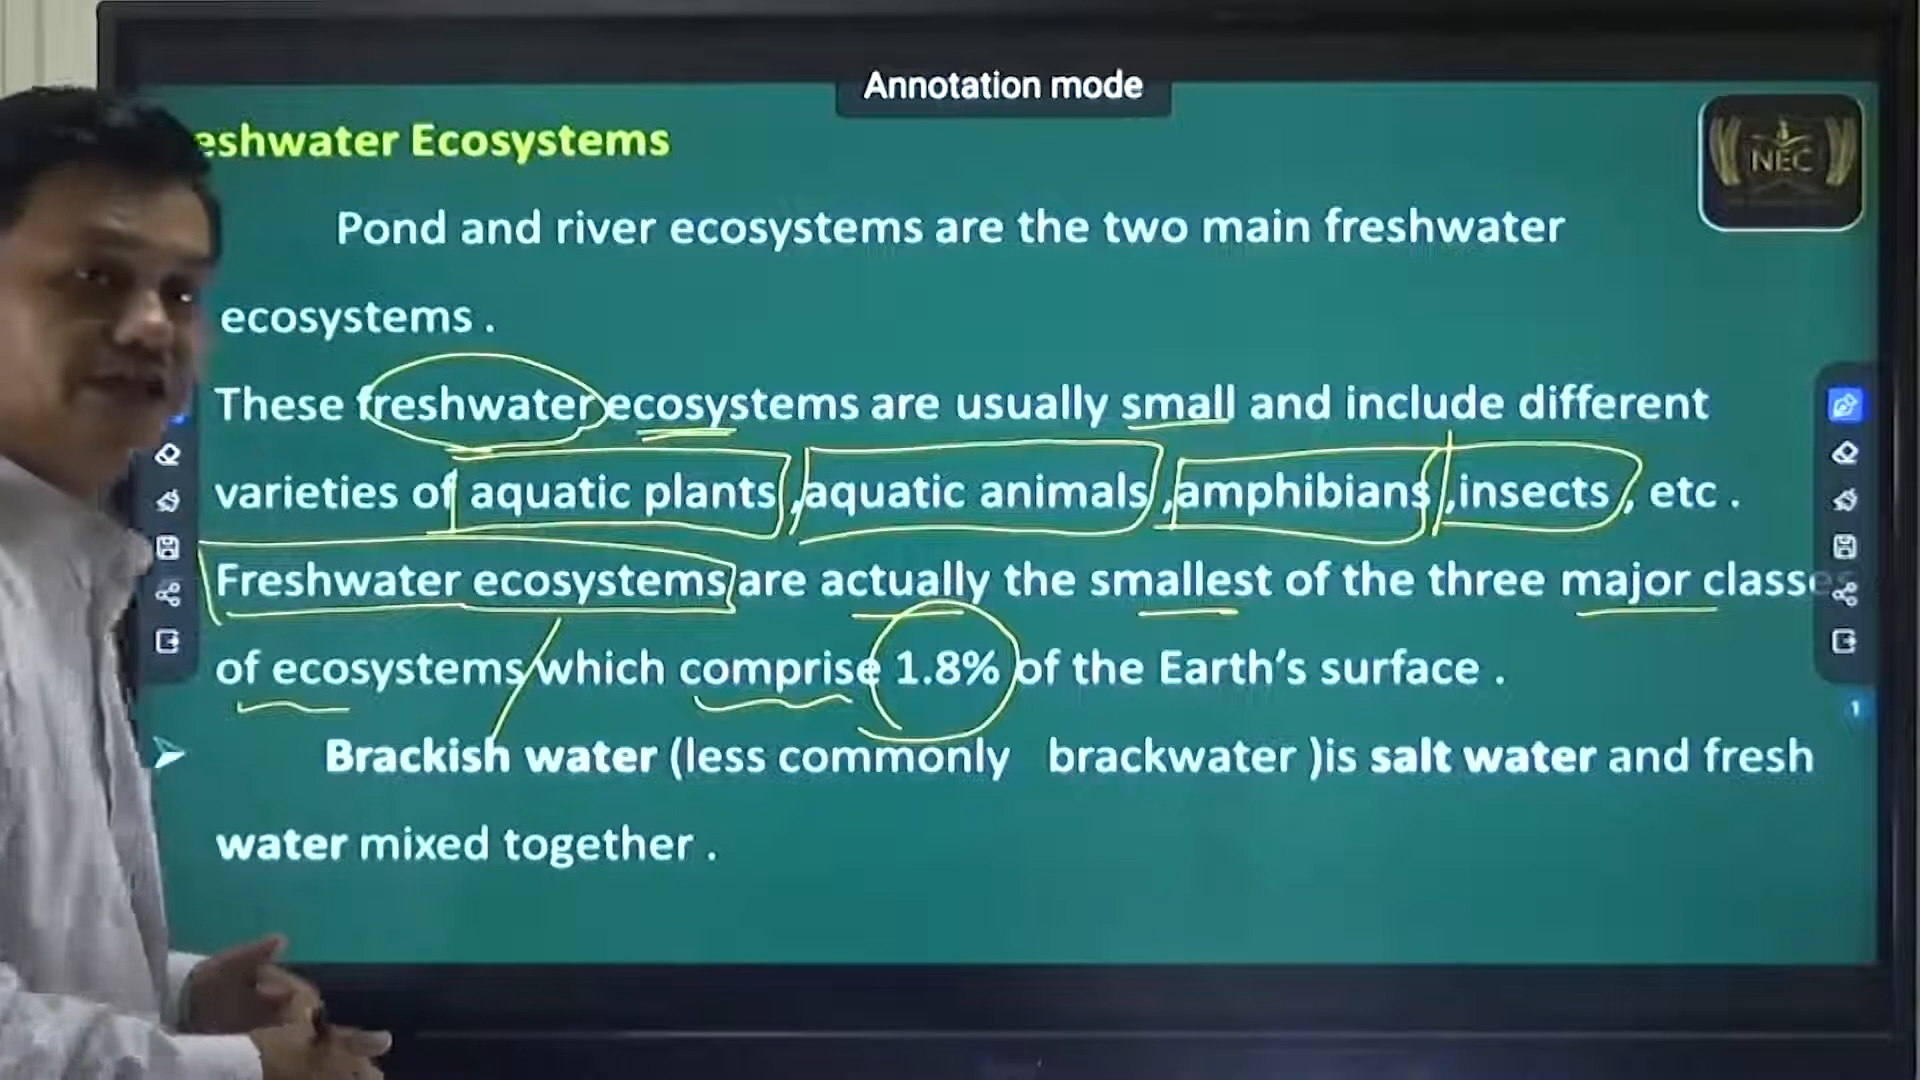 Annotation mode
eshwater Ecosystems
NEC
Pond and river ecosystems are the two main freshwater
ecosystems .
These freshwater ecosystems are usually small and include different
varieties of aquatic plants ,aquatic animals ,amphibians ,insects , etc .
Freshwater ecosystems are actually the smallest of the three major classe
of ecosystems which comprise 1.8% of the Earth's surface .
1
Brackish water (less commonly brackwater )is salt water and fresh
water mixed together .